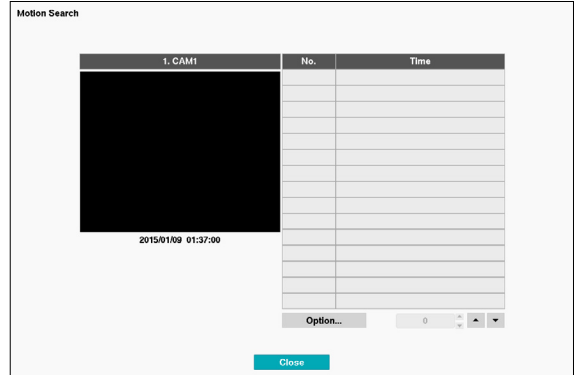 Motion Search
1. CAM1
No. Time
2015/01/09 01:37:00
Option... 0
Close